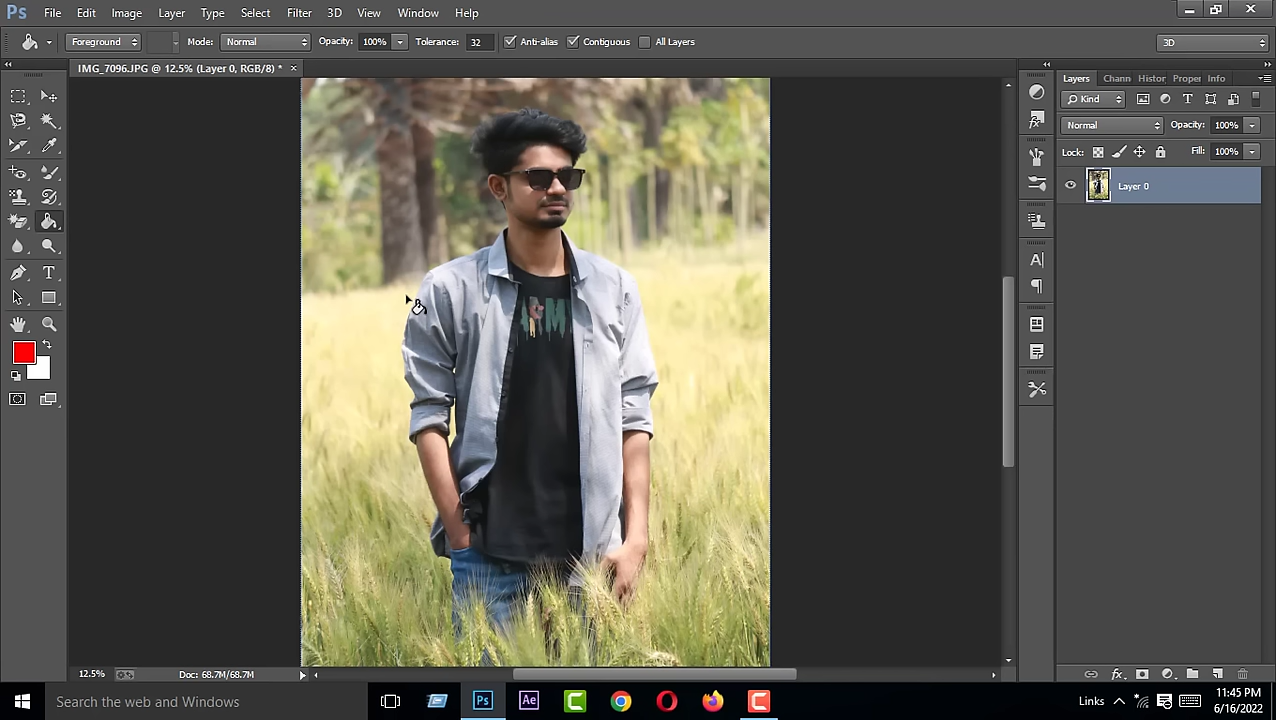 Ps File Edit Image Layer Type Select Filter 3D View Window Help
Foreground Mode: Normal Opacity: 100% Tolerance: 32 Anti-alias Contiguous All Layers 3D
IMG_7096.JPG @ 12.5% (Layer 0, RGB/8) *
Layers Chann Histor Proper Info
Kind
Normal Opacity: 100%
Lock: Fill: 100%
Layer 0
12.5% Doc: 68.7M/68.7M
Search the web and Windows
Ps Ae
Links
11:45 PM
6/16/2022